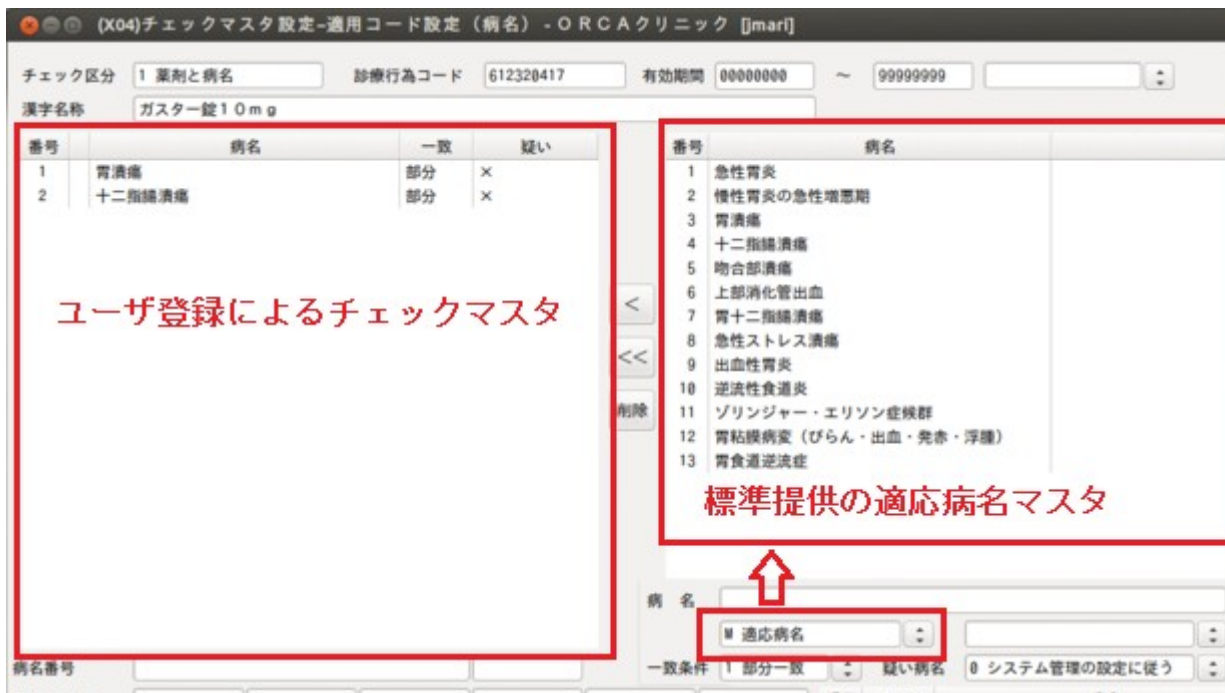 (X04)チェックマスタ設定–適用コード設定（病名） - ＯＲＣＡクリニック [jmari]
チェック区分 1 薬剤と病名 診療行為コード 612320417 有効期間 00000000 ～ 99999999
漢字名称 ガスター錠１０ｍｇ
番号 病名 一致 疑い
1 胃潰瘍 部分 ×
2 十二指腸潰瘍 部分 ×
ユーザ登録によるチェックマスタ
<
<<
削除
番号 病名
1 急性胃炎
2 慢性胃炎の急性増悪期
3 胃潰瘍
4 十二指腸潰瘍
5 吻合部潰瘍
6 上部消化管出血
7 胃十二指腸潰瘍
8 急性ストレス潰瘍
9 出血性胃炎
10 逆流性食道炎
11 ゾリンジャー・エリソン症候群
12 胃粘膜病変（びらん・出血・発赤・浮腫）
13 胃食道逆流症
標準提供の適応病名マスタ
病 名
M 適応病名
病名番号 一致条件 1 部分一致 疑い病名 0 システム管理の設定に従う